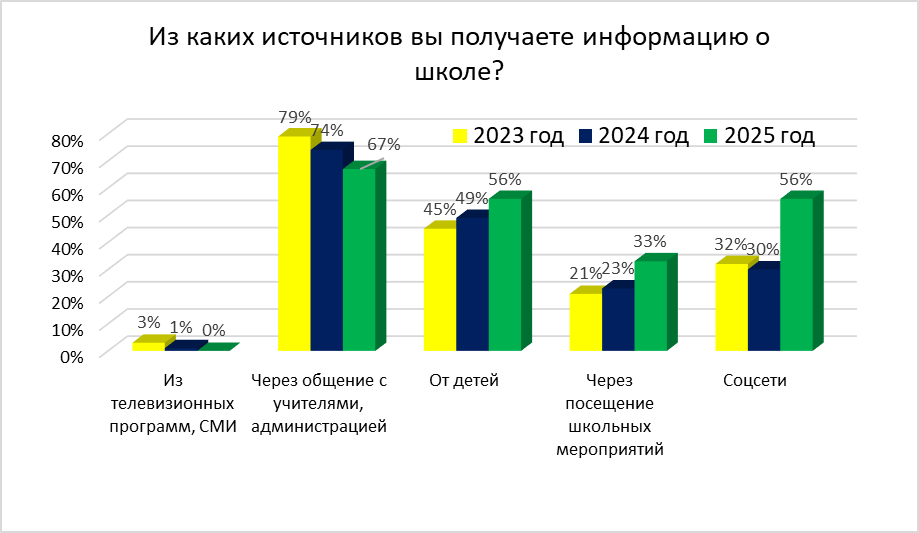 Из каких источников вы получаете информацию о
школе?
2023 год 2024 год 2025 год
80%
70%
60%
50%
40%
30%
20%
10%
0%
3%
1%
0%
79%
74%
67%
45%
49%
56%
21%
23%
33%
32%
30%
56%
Из
телевизионных
программ, СМИ
Через общение с
учителями,
администрацией
От детей
Через
посещение
школьных
мероприятий
Соцсети